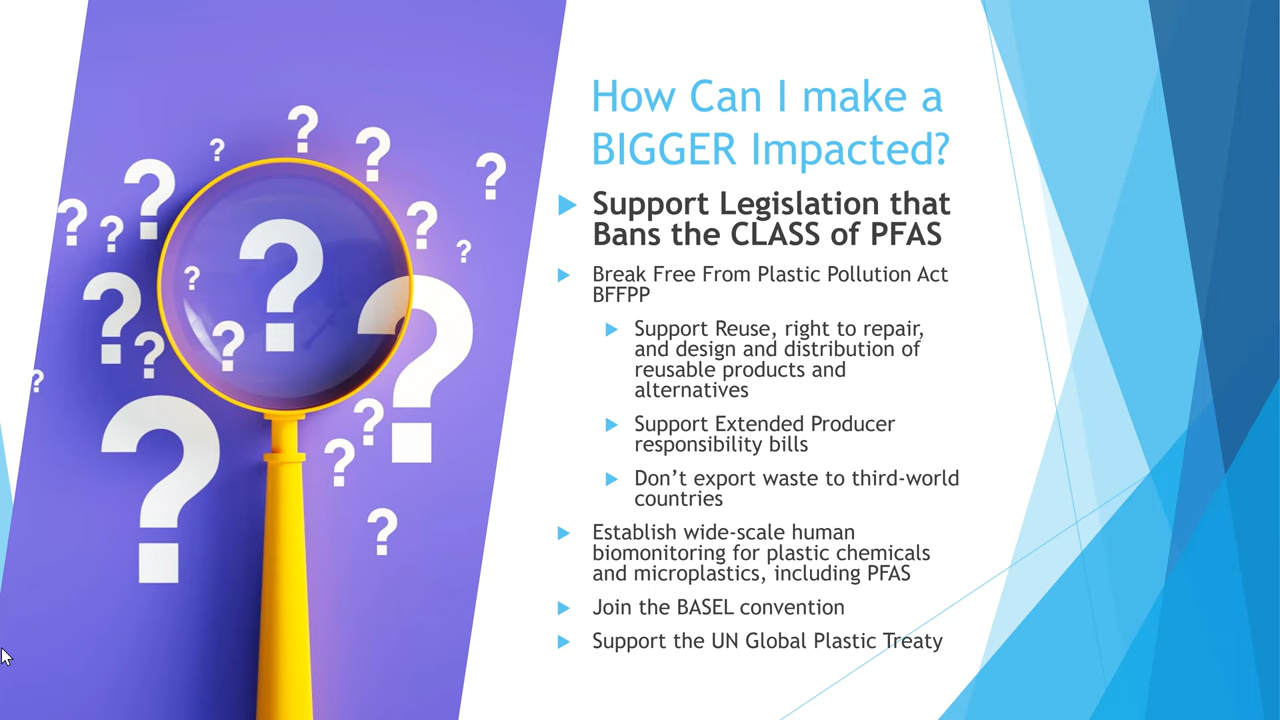 How Can I make a
BIGGER Impacted?
Support Legislation that
Bans the CLASS of PFAS
Break Free From Plastic Pollution Act
BFFPP
Support Reuse, right to repair,
and design and distribution of
reusable products and
alternatives
Support Extended Producer
responsibility bills
Don’t export waste to third-world
countries
Establish wide-scale human
biomonitoring for plastic chemicals
and microplastics, including PFAS
Join the BASEL convention
Support the UN Global Plastic Treaty